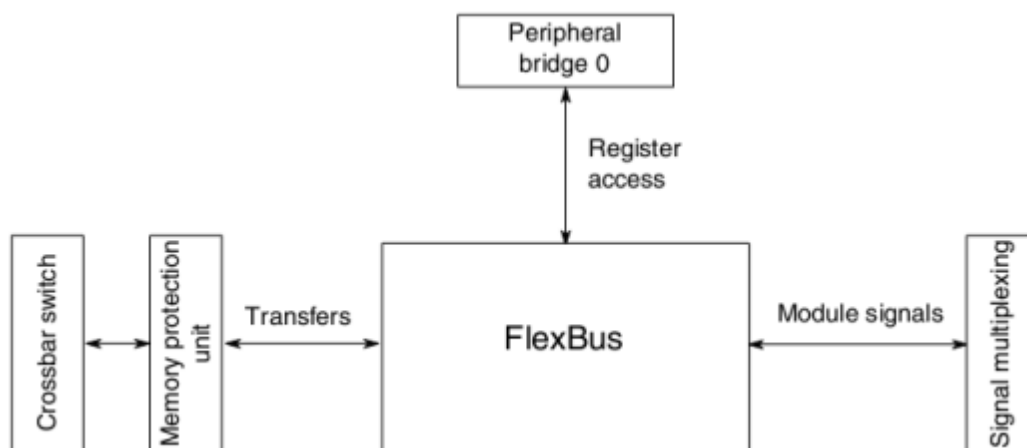 Peripheral
bridge 0
Register
access
Crossbar switch
Memory protection
unit
Transfers
FlexBus
Module signals
Signal multiplexing